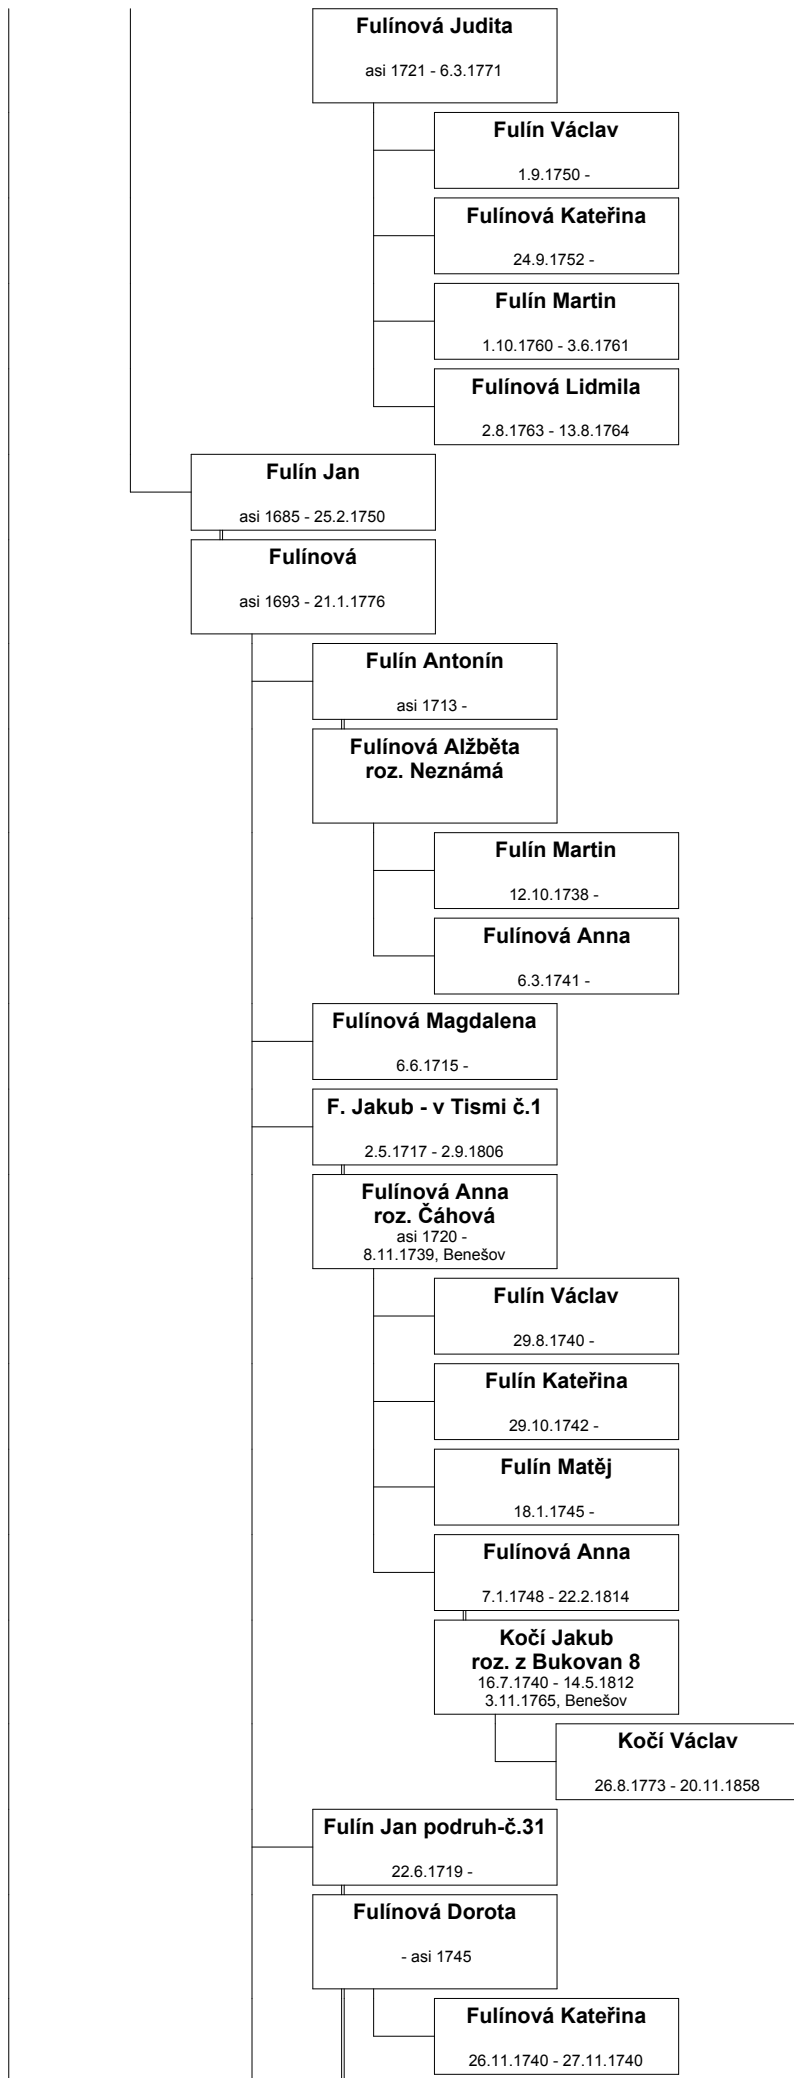 Fulínová Judita
asi 1721 - 6.3.1771
Fulín Václav
1.9.1750 -
Fulínová Kateřina
24.9.1752 -
Fulín Martin
1.10.1760 - 3.6.1761
Fulínová Lidmila
2.8.1763 - 13.8.1764
Fulín Jan
asi 1685 - 25.2.1750
Fulínová
asi 1693 - 21.1.1776
Fulín Antonín
asi 1713 -
Fulínová Alžběta
roz. Neznámá
Fulín Martin
12.10.1738 -
Fulínová Anna
6.3.1741 -
Fulínová Magdalena
6.6.1715 -
F. Jakub - v Tismi č.1
2.5.1717 - 2.9.1806
Fulínová Anna
roz. Čáhová
asi 1720 -
8.11.1739, Benešov
Fulín Václav
29.8.1740 -
Fulín Kateřina
29.10.1742 -
Fulín Matěj
18.1.1745 -
Fulínová Anna
7.1.1748 - 22.2.1814
Kočí Jakub
roz. z Bukovan 8
16.7.1740 - 14.5.1812
3.11.1765, Benešov
Kočí Václav
26.8.1773 - 20.11.1858
Fulín Jan podruh-č.31
22.6.1719 -
Fulínová Dorota
- asi 1745
Fulínová Kateřina
26.11.1740 - 27.11.1740